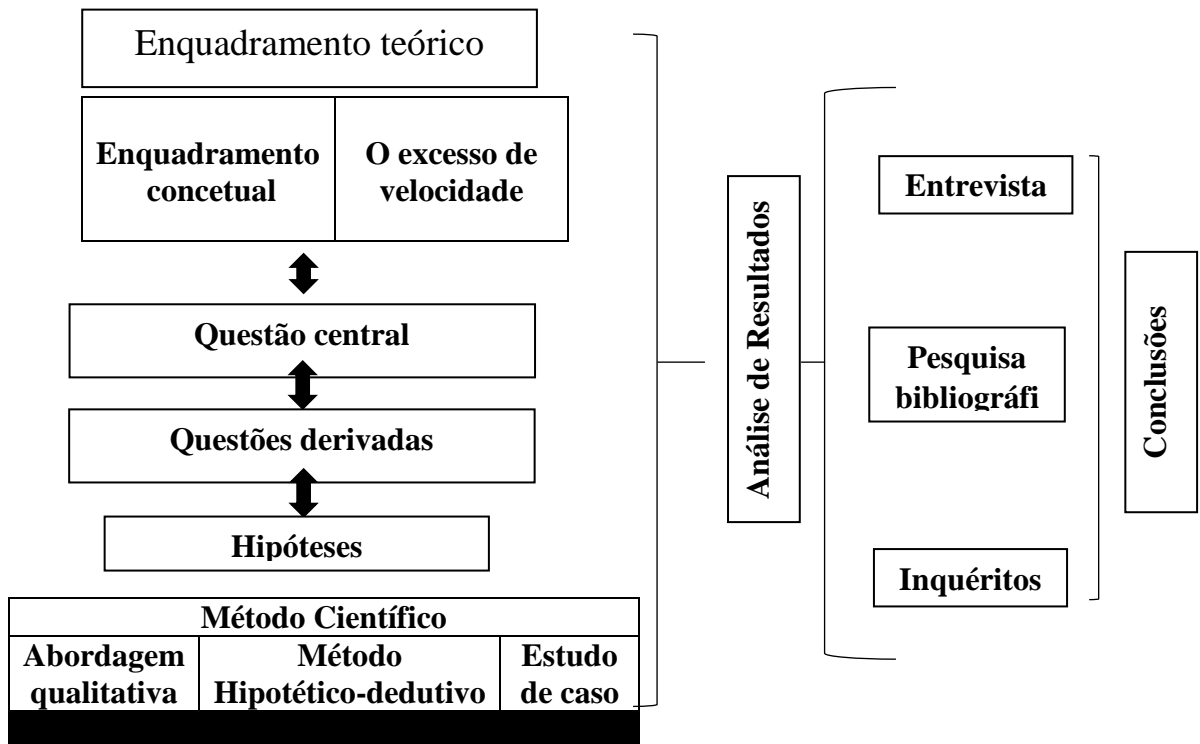 Enquadramento teórico
Enquadramento
concetual
O excesso de
velocidade
Questão central
Questões derivadas
Hipóteses
Método Científico
Abordagem
qualitativa
Método
Hipotético-dedutivo
Estudo
de caso
Análise de Resultados
Entrevista
Pesquisa
bibliográfi
Inquéritos
Conclusões